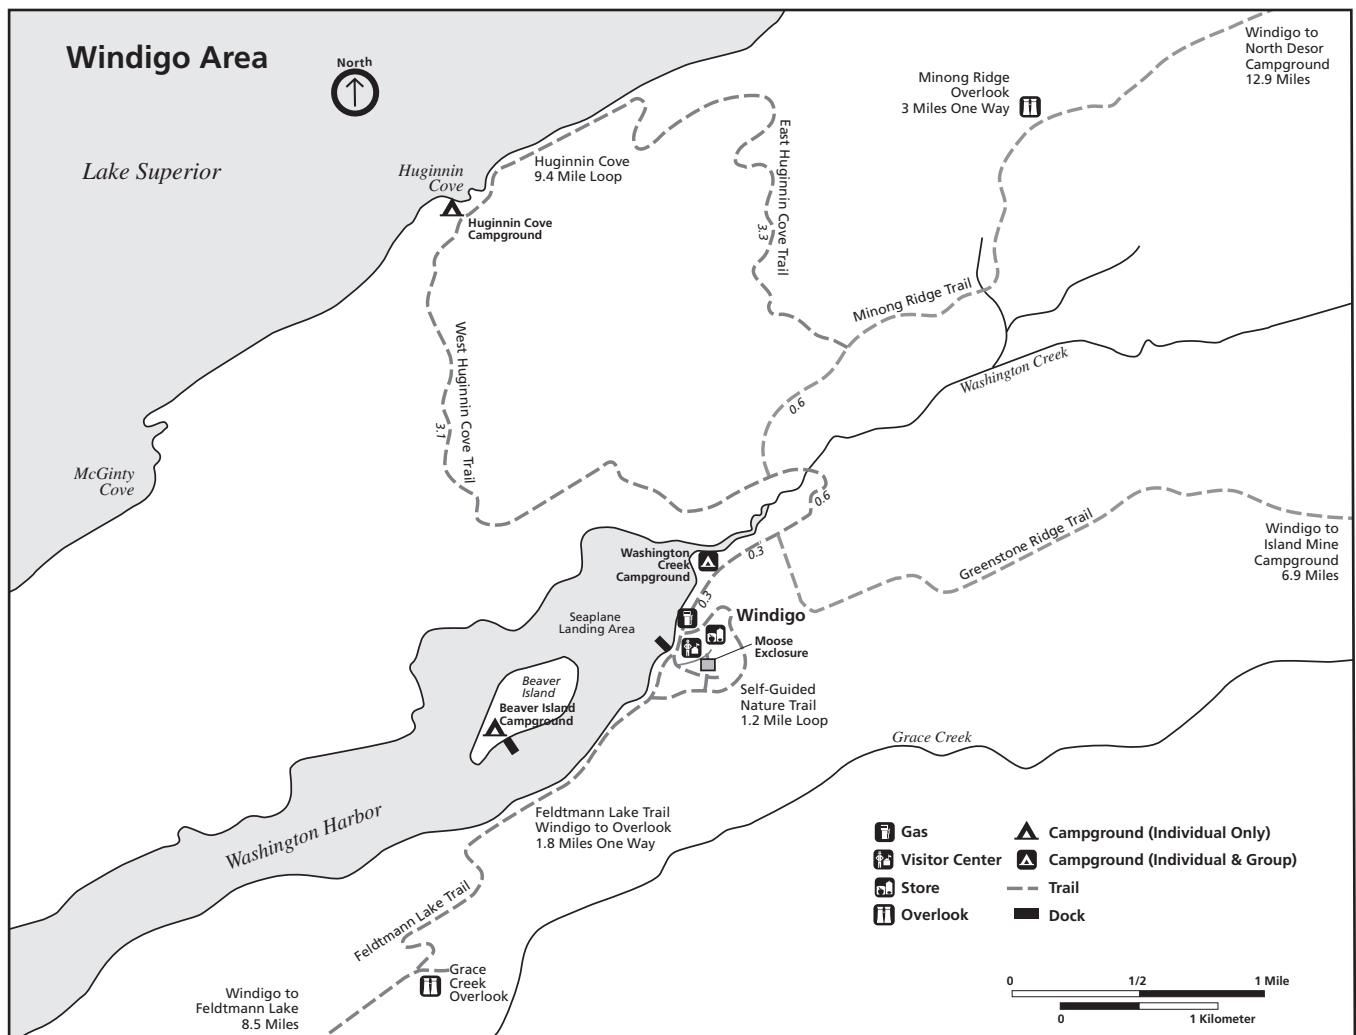 Windigo Area
North
Windigo to
North Desor
Campground
12.9 Miles
Minong Ridge
Overlook
3 Miles One Way
Lake Superior
Huginnin
Cove
Huginnin Cove
9.4 Mile Loop
East Huginnin Cove Trail
3.3
Huginnin Cove
Campground
Minong Ridge Trail
West Huginnin Cove Trail
3.1
Washington Creek
0.6
McGinty
Cove
0.6
Greenstone Ridge Trail
Windigo to
Island Mine
Campground
6.9 Miles
Washington
Creek
Campground
0.3
0.3
Seaplane
Landing Area
Windigo
Moose
Exclosure
Beaver
Island
Beaver Island
Campground
Self-Guided
Nature Trail
1.2 Mile Loop
Grace Creek
Washington Harbor
Feldtmann Lake Trail
Windigo to Overlook
1.8 Miles One Way
Feldtmann Lake Trail
Grace
Creek
Overlook
Windigo to
Feldtmann Lake
8.5 Miles
Gas
Visitor Center
Store
Overlook
Campground (Individual Only)
Campground (Individual & Group)
Trail
Dock
0 1/2 1 Mile
0 1 Kilometer